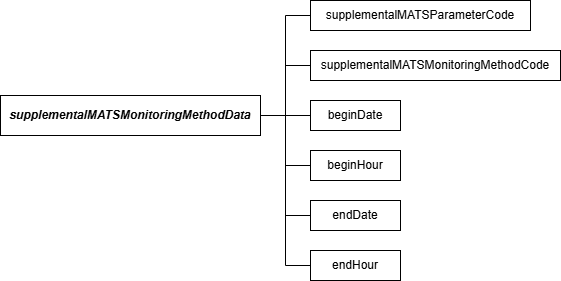 supplementalMATSParameterCode
supplementalMATSMonitoringMethodCode
supplementalMATSMonitoringMethodData
beginDate
beginHour
endDate
endHour